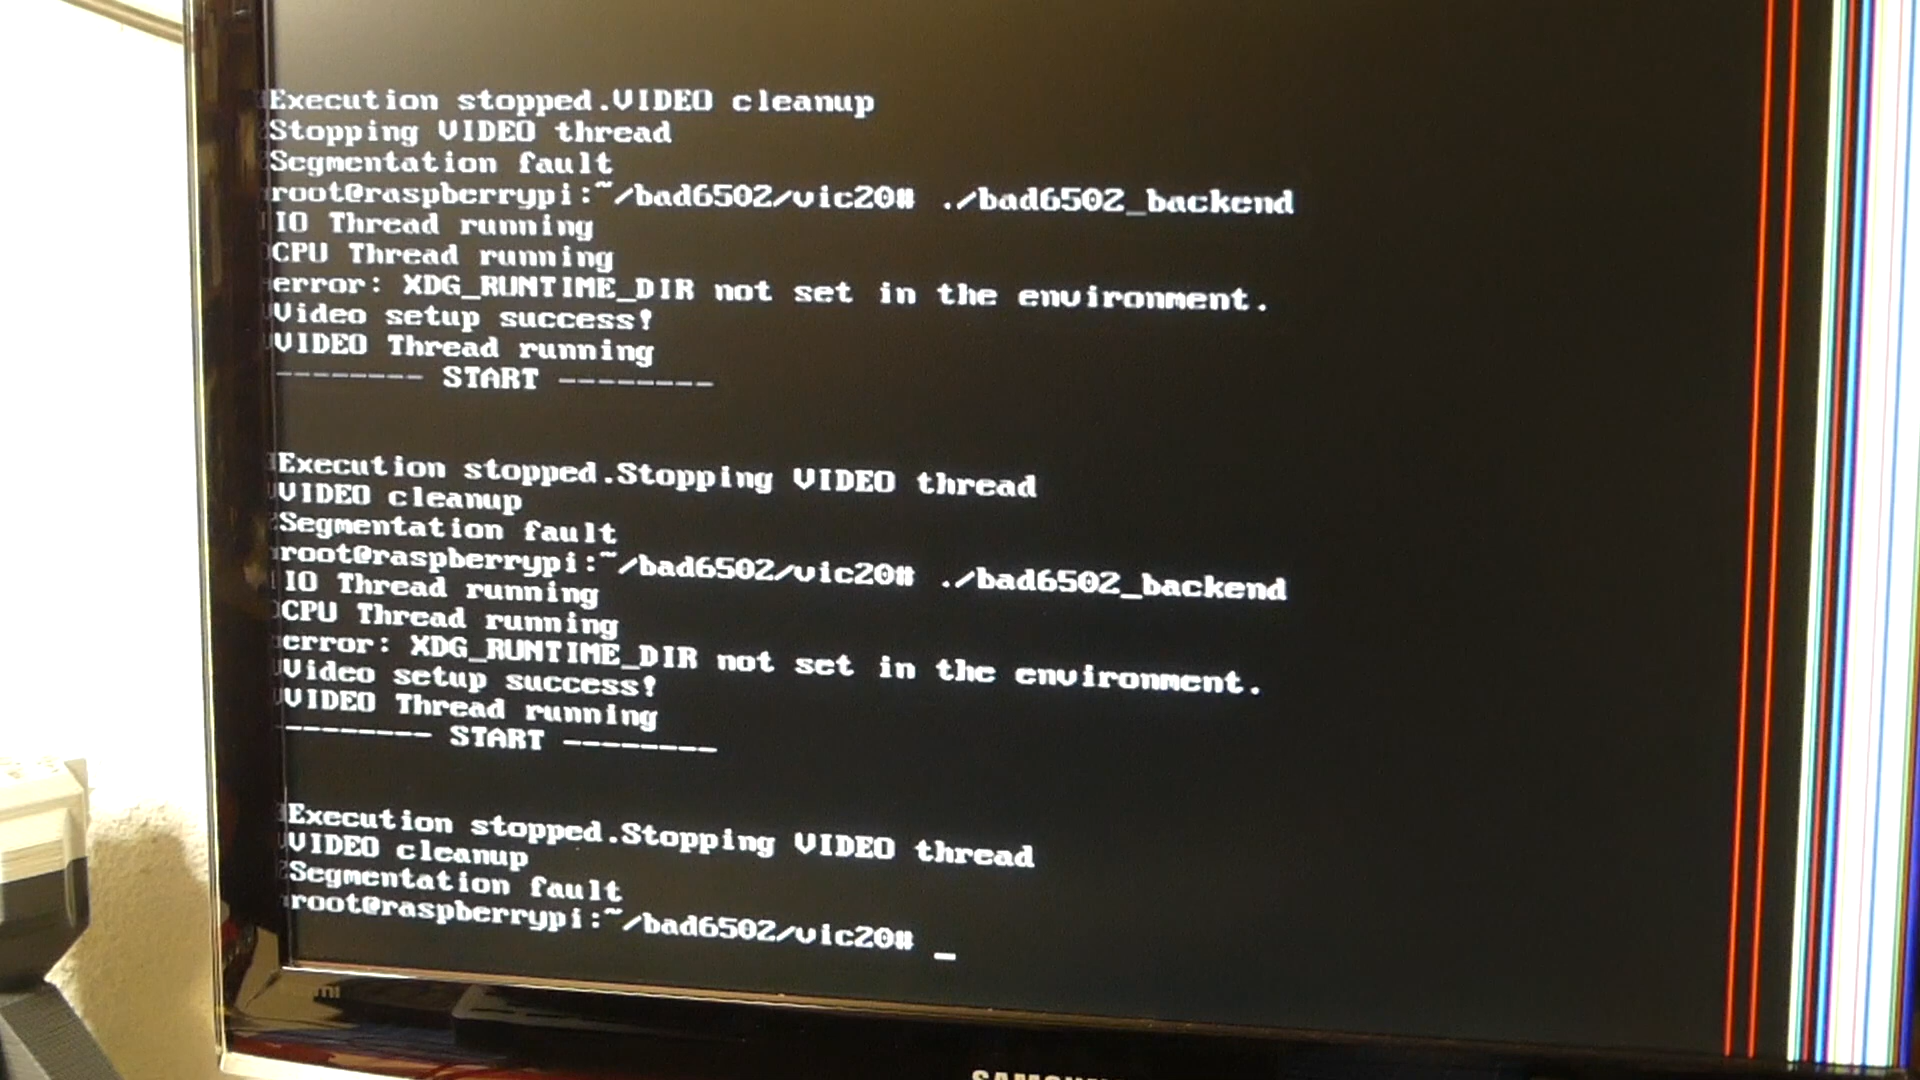 Execution stopped.VIDEO cleanup
Stopping VIDEO thread
Segmentation fault
root@raspberrypi:~/bad6502/vic20# ./bad6502_backend
IO Thread running
CPU Thread running
error: XDG_RUNTIME_DIR not set in the environment.
Video setup success!
VIDEO Thread running
-------- START --------
Execution stopped.Stopping VIDEO thread
VIDEO cleanup
Segmentation fault
root@raspberrypi:~/bad6502/vic20# ./bad6502_backend
IO Thread running
CPU Thread running
error: XDG_RUNTIME_DIR not set in the environment.
Video setup success!
VIDEO Thread running
-------- START --------
Execution stopped.Stopping VIDEO thread
VIDEO cleanup
Segmentation fault
root@raspberrypi:~/bad6502/vic20# _